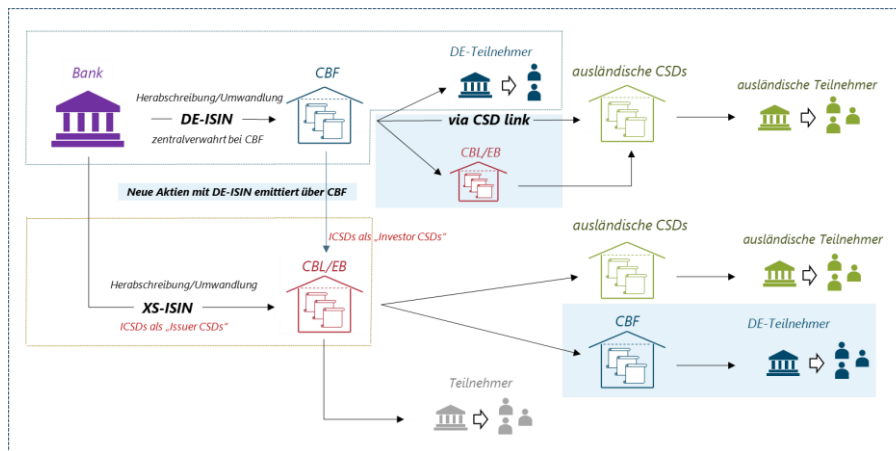 Bank
Herabschreibung/Umwandlung
DE-ISIN
zentralverwahrt bei CBF
CBF
DE-Teilnehmer
via CSD link
CBL/EB
ausländische CSDs
ausländische Teilnehmer
Neue Aktien mit DE-ISIN emittiert über CBF
ICSDs als „Investor CSDs“
Herabschreibung/Umwandlung
XS-ISIN
ICSDs als „Issuer CSDs“
CBL/EB
ausländische CSDs
ausländische Teilnehmer
CBF
DE-Teilnehmer
Teilnehmer